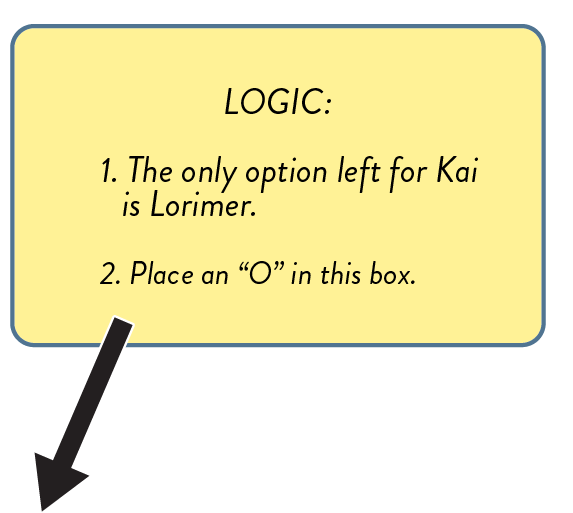 LOGIC:
1. The only option left for Kai
is Lorimer.
2. Place an “O” in this box.